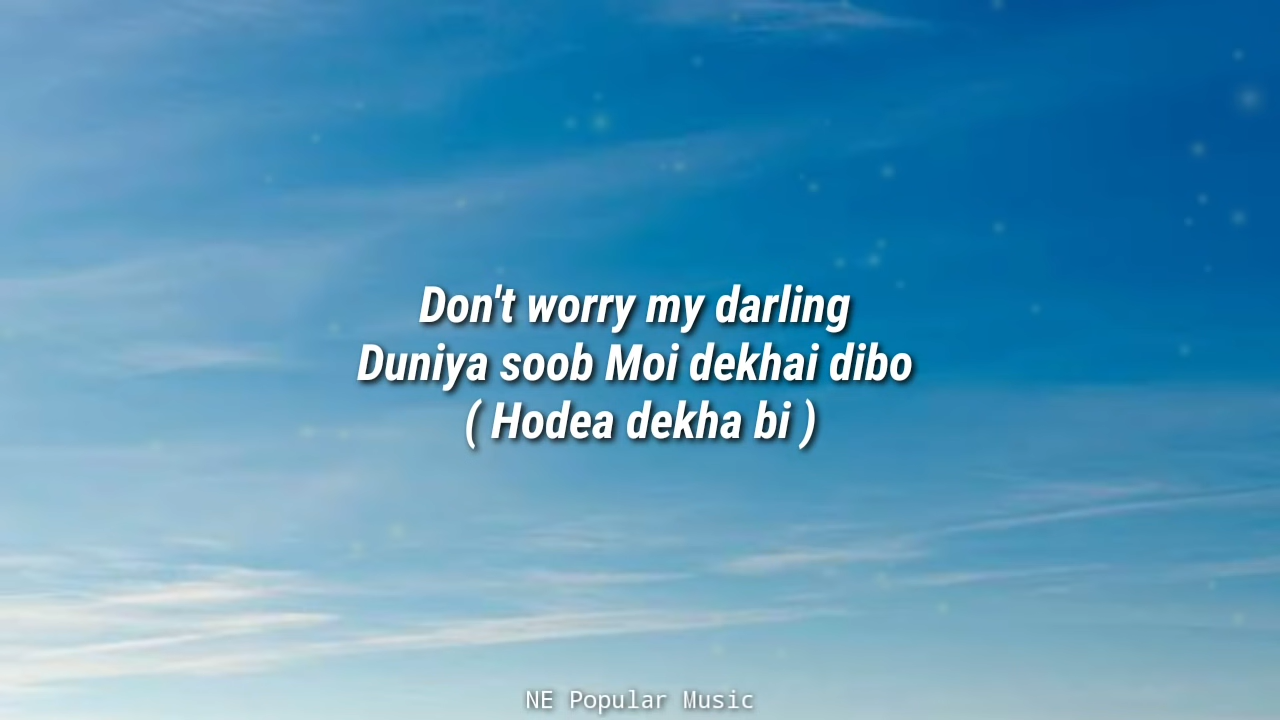 Don't worry my darling
Duniya soob Moi dekhai dibo
( Hodea dekha bi )
NE Popular Music